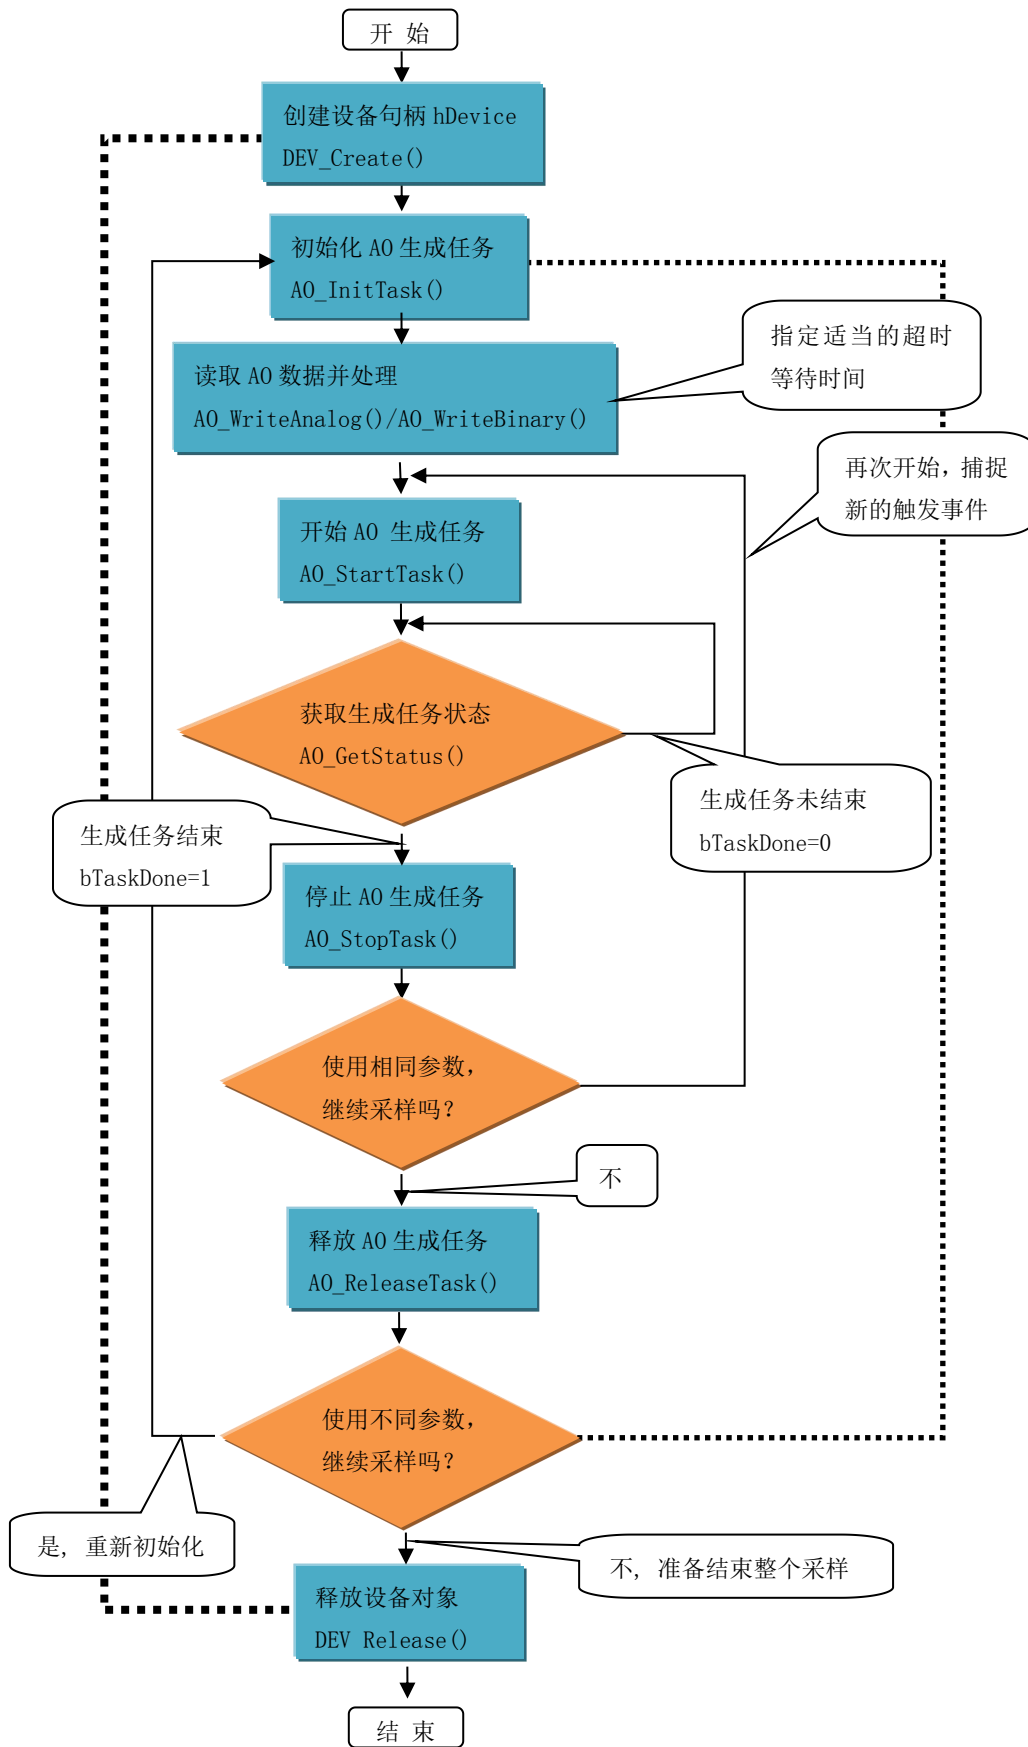 开 始
创建设备句柄 hDevice
DEV_Create()
初始化 AO 生成任务
AO_InitTask()
指定适当的超时
等待时间
读取 AO 数据并处理
AO_WriteAnalog()/AO_WriteBinary()
再次开始，捕捉
新的触发事件
开始 AO 生成任务
AO_StartTask()
获取生成任务状态
AO_GetStatus()
生成任务未结束
bTaskDone=0
生成任务结束
bTaskDone=1
停止 AO 生成任务
AO_StopTask()
使用相同参数，
继续采样吗？
不
释放 AO 生成任务
AO_ReleaseTask()
使用不同参数，
继续采样吗？
是，重新初始化
不，准备结束整个采样
释放设备对象
DEV Release()
结 束